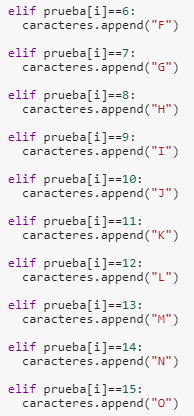 elif prueba[i]==6:
caracteres.append("F")
elif prueba[i]==7:
caracteres.append("G")
elif prueba[i]==8:
caracteres.append("H")
elif prueba[i]==9:
caracteres.append("I")
elif prueba[i]==10:
caracteres.append("J")
elif prueba[i]==11:
caracteres.append("K")
elif prueba[i]==12:
caracteres.append("L")
elif prueba[i]==13:
caracteres.append("M")
elif prueba[i]==14:
caracteres.append("N")
elif prueba[i]==15:
caracteres.append("O")